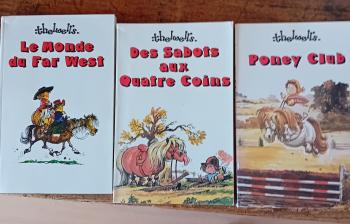 thelwell.
Le Monde
du Far West
thelwell.
Des Sabots
aux
Quatre Coins
thelwell.
Poney Club